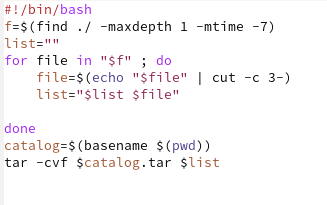 #!/bin/bash
f=$(find ./ -maxdepth 1 -mtime -7)
list=""
for file in "$f" ; do
    file=$(echo "$file" | cut -c 3-)
    list="$list $file"

done
catalog=$(basename $(pwd))
tar -cvf $catalog.tar $list